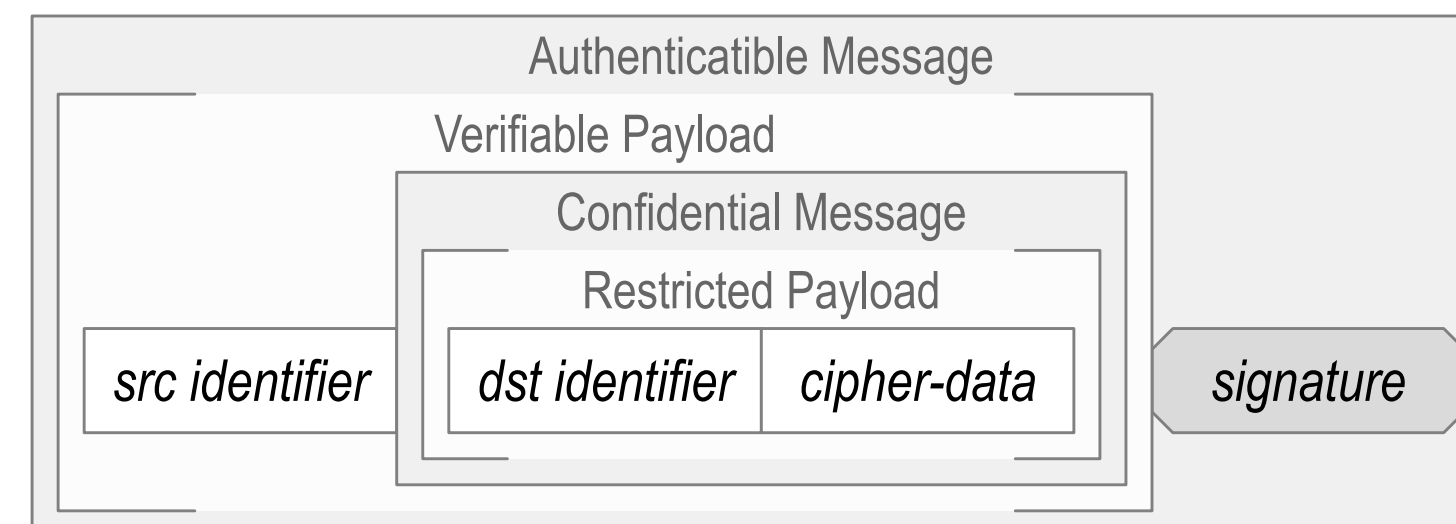 Authenticatible Message
Verifiable Payload
Confidential Message
Restricted Payload
src identifier dst identifier cipher-data signature